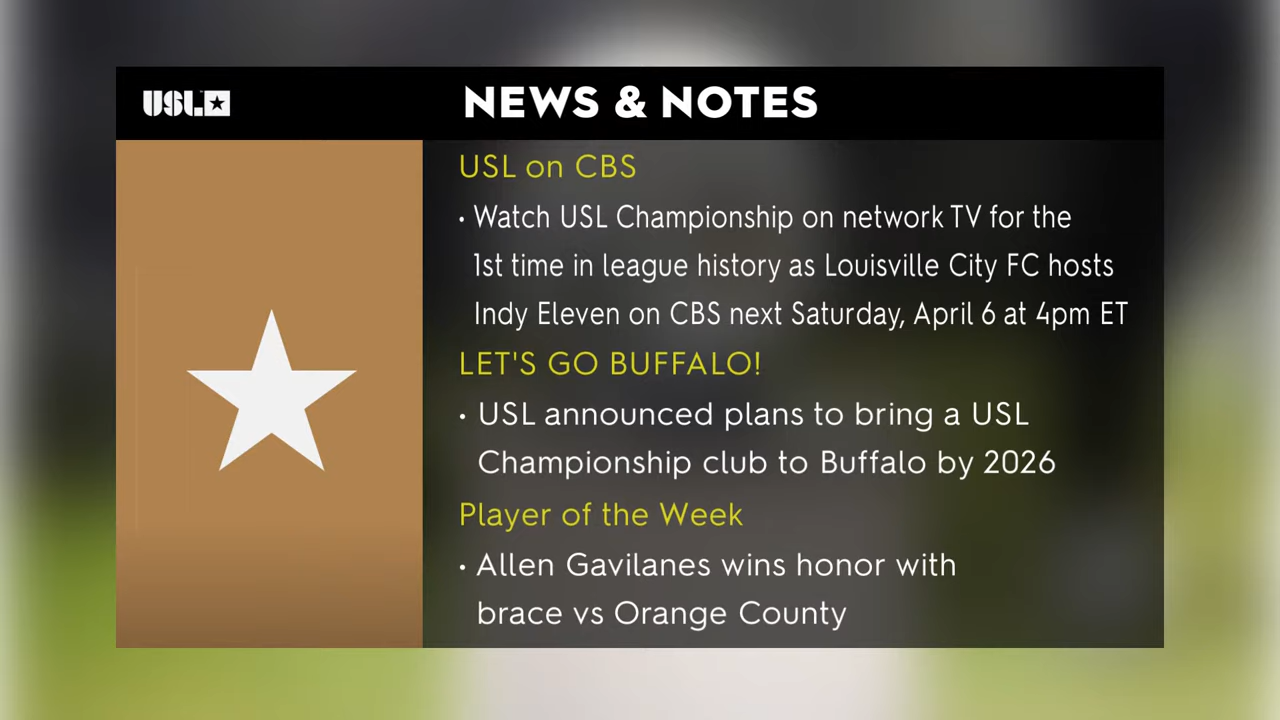 USL
NEWS & NOTES
USL on CBS
• Watch USL Championship on network TV for the
1st time in league history as Louisville City FC hosts
Indy Eleven on CBS next Saturday, April 6 at 4pm ET
LET'S GO BUFFALO!
• USL announced plans to bring a USL
Championship club to Buffalo by 2026
Player of the Week
• Allen Gavilanes wins honor with
brace vs Orange County